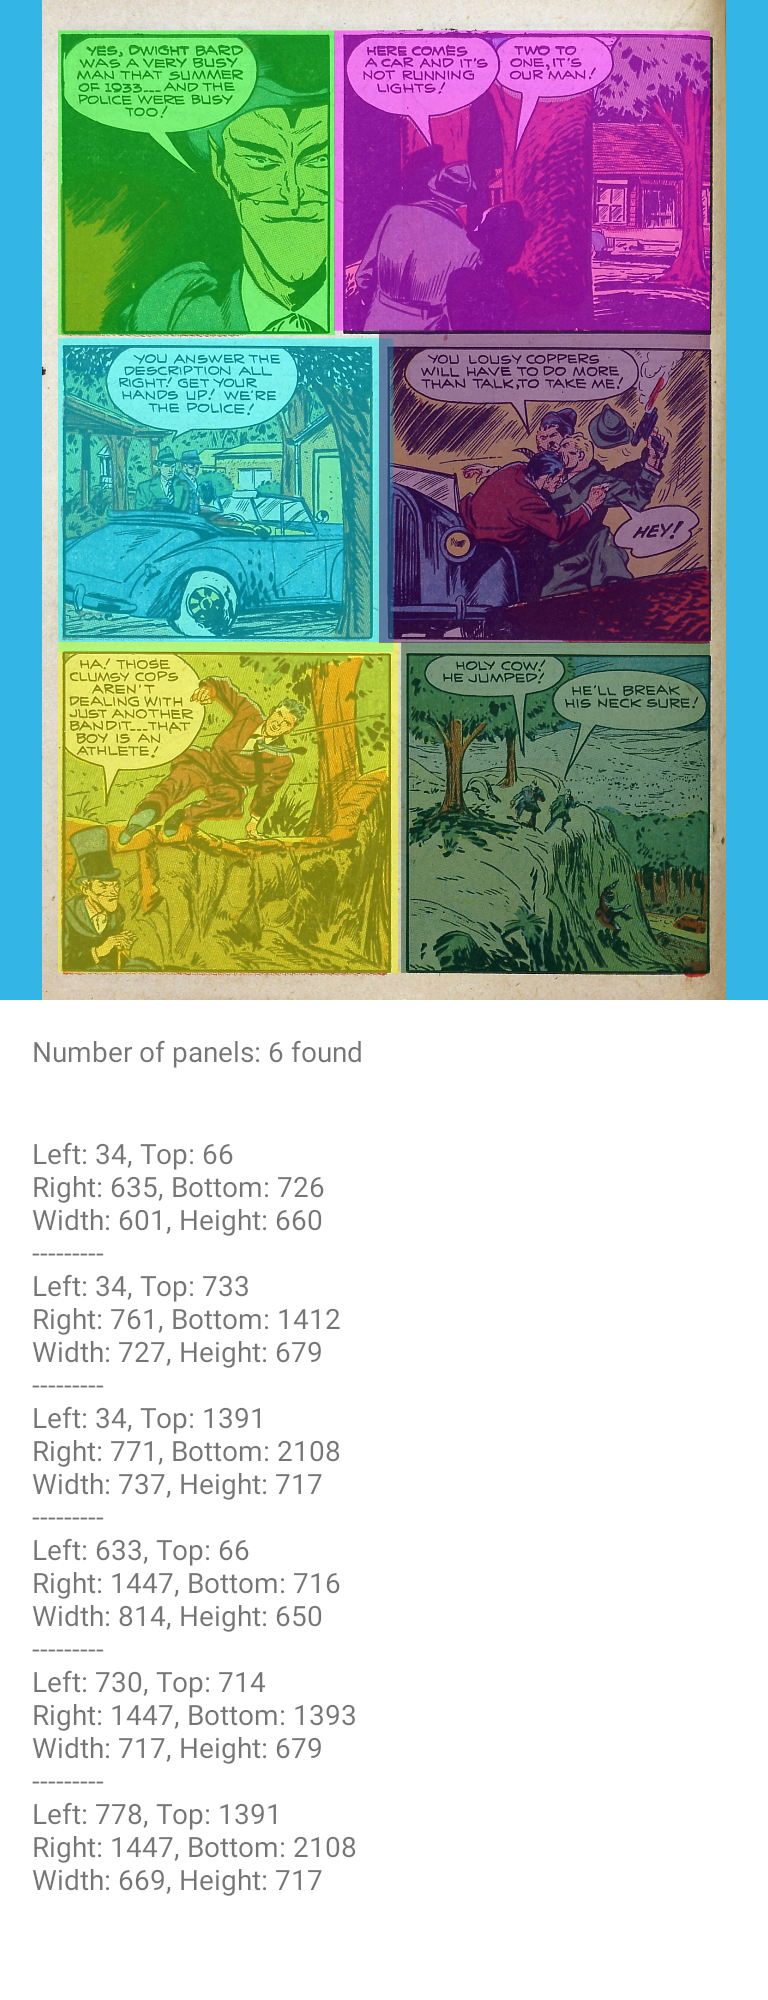 YES, DWIGHT BARD
WAS A VERY BUSY
MAN THAT SUMMER
OF 1933... AND THE
POLICE WERE BUSY
TOO!
HERE COMES
A CAR AND IT'S
NOT RUNNING
LIGHTS!
TWO TO
ONE, IT'S
OUR MAN!
YOU ANSWER THE
DESCRIPTION ALL
RIGHT! GET YOUR
HANDS UP! WE'RE
THE POLICE!
YOU LOUSY COPPERS
WILL HAVE TO DO MORE
THAN TALK, TO TAKE ME!
HEY!
HA! THOSE
CLUMSY COPS
AREN'T
DEALING WITH
JUST ANOTHER
BANDIT...THAT
BOY IS AN
ATHLETE!
HOLY COW!
HE JUMPED!
HE'LL BREAK
HIS NECK SURE!
Number of panels: 6 found
Left: 34, Top: 66
Right: 635, Bottom: 726
Width: 601, Height: 660
---------
Left: 34, Top: 733
Right: 761, Bottom: 1412
Width: 727, Height: 679
---------
Left: 34, Top: 1391
Right: 771, Bottom: 2108
Width: 737, Height: 717
---------
Left: 633, Top: 66
Right: 1447, Bottom: 716
Width: 814, Height: 650
---------
Left: 730, Top: 714
Right: 1447, Bottom: 1393
Width: 717, Height: 679
---------
Left: 778, Top: 1391
Right: 1447, Bottom: 2108
Width: 669, Height: 717